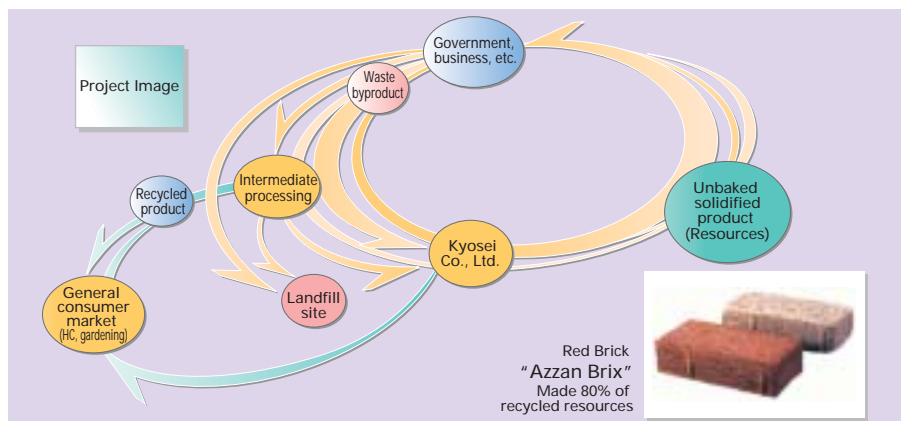 Project Image
Government,
business, etc.
Waste
byproduct
Intermediate
processing
Recycled
product
Unbaked
solidified
product
(Resources)
Kyosei
Co., Ltd.
General
consumer
market
(HC, gardening)
Landfill
site
Red Brick
“Azzan Brix”
Made 80% of
recycled resources